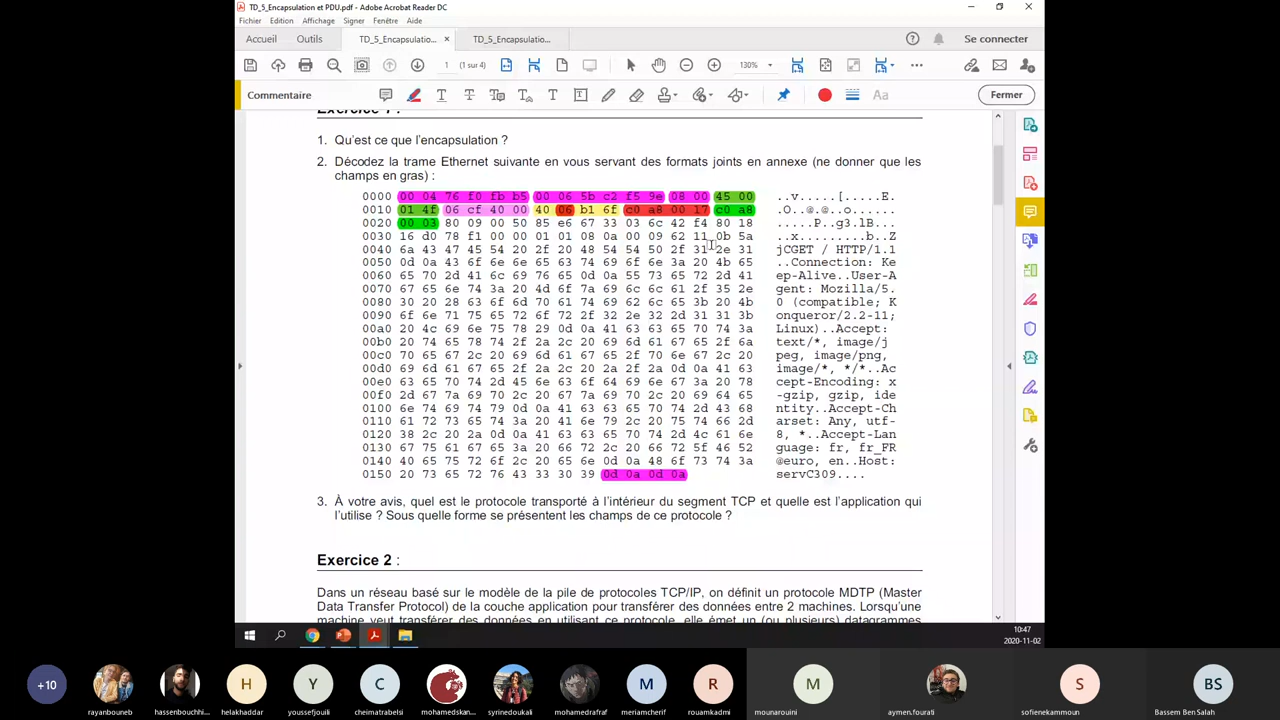 TD_5_Encapsulation et PDU.pdf - Adobe Acrobat Reader DC
Fichier Edition Affichage Signer Fenêtre Aide
Accueil Outils TD_5_Encapsulatio... × TD_5_Encapsulatio... Se connecter
1 (1 sur 4) 130%
Commentaire Fermer
Exercice 1 :
1. Qu'est ce que l'encapsulation ?
2. Décodez la trame Ethernet suivante en vous servant des formats joints en annexe (ne donner que les
champs en gras) :
0000 00 04 76 f0 fb b5 00 06 5b c2 f5 9e 08 00 45 00 ..v.....[.....E.
0010 01 4f 06 cf 40 00 40 06 b1 6f c0 a8 00 17 c0 a8 .O..@.@..o......
0020 00 03 80 09 00 50 85 e6 67 33 03 6c 42 f4 80 18 .....P..g3.lB...
0030 16 d0 78 f1 00 00 01 01 08 0a 00 09 62 11 0b 5a ..x.........b..Z
0040 6a 43 47 45 54 20 2f 20 48 54 54 50 2f 31 2e 31 jCGET / HTTP/1.1
0050 0d 0a 43 6f 6e 6e 65 63 74 69 6f 6e 3a 20 4b 65 ..Connection: Ke
0060 65 70 2d 41 6c 69 76 65 0d 0a 55 73 65 72 2d 41 ep-Alive..User-A
0070 67 65 6e 74 3a 20 4d 6f 7a 69 6c 6c 61 2f 35 2e gent: Mozilla/5.
0080 30 20 28 63 6f 6d 70 61 74 69 62 6c 65 3b 20 4b 0 (compatible; K
0090 6f 6e 71 75 65 72 6f 72 2f 32 2e 32 2d 31 31 3b onqueror/2.2-11;
00a0 20 4c 69 6e 75 78 29 0d 0a 41 63 63 65 70 74 3a Linux)..Accept:
00b0 20 74 65 78 74 2f 2a 2c 20 69 6d 61 67 65 2f 6a text/*, image/j
00c0 70 65 67 2c 20 69 6d 61 67 65 2f 70 6e 67 2c 20 peg, image/png,
00d0 69 6d 61 67 65 2f 2a 2c 20 2a 2f 2a 0d 0a 41 63 image/*, */*..Ac
00e0 63 65 70 74 2d 45 6e 63 6f 64 69 6e 67 3a 20 78 cept-Encoding: x
00f0 2d 67 7a 69 70 2c 20 67 7a 69 70 2c 20 69 64 65 -gzip, gzip, ide
0100 6e 74 69 74 79 0d 0a 41 63 63 65 70 74 2d 43 68 ntity..Accept-Ch
0110 61 72 73 65 74 3a 20 41 6e 79 2c 20 75 74 66 2d arset: Any, utf-
0120 38 2c 20 2a 0d 0a 41 63 63 65 70 74 2d 4c 61 6e 8, *..Accept-Lan
0130 67 75 61 67 65 3a 20 66 72 2c 20 66 72 5f 46 52 guage: fr, fr_FR
0140 40 65 75 72 6f 2c 20 65 6e 0d 0a 48 6f 73 74 3a @euro, en..Host:
0150 20 73 65 72 76 43 33 30 39 0d 0a 0d 0a servC309....
3. À votre avis, quel est le protocole transporté à l'intérieur du segment TCP et quelle est l'application qui
l'utilise ? Sous quelle forme se présentent les champs de ce protocole ?
Exercice 2 :
Dans un réseau basé sur le modèle de la pile de protocoles TCP/IP, on définit un protocole MDTP (Master
Data Transfer Protocol) de la couche application pour transférer des données entre 2 machines. Lorsqu'une
machine veut transférer des données en utilisant ce protocole, elle émet un (ou plusieurs) datagrammes
10:47
2020-11-02
+10 H Y C M R M S BS
rayanbouneb hassenbouchhi... helakhaddar youssefjouili cheimatrabelsi mohamedskan... syrinedoukali mohamedrafraf meriamcherif rouamkadmi mounarouini aymen.fourati sofienekammoun Bassem Ben Salah